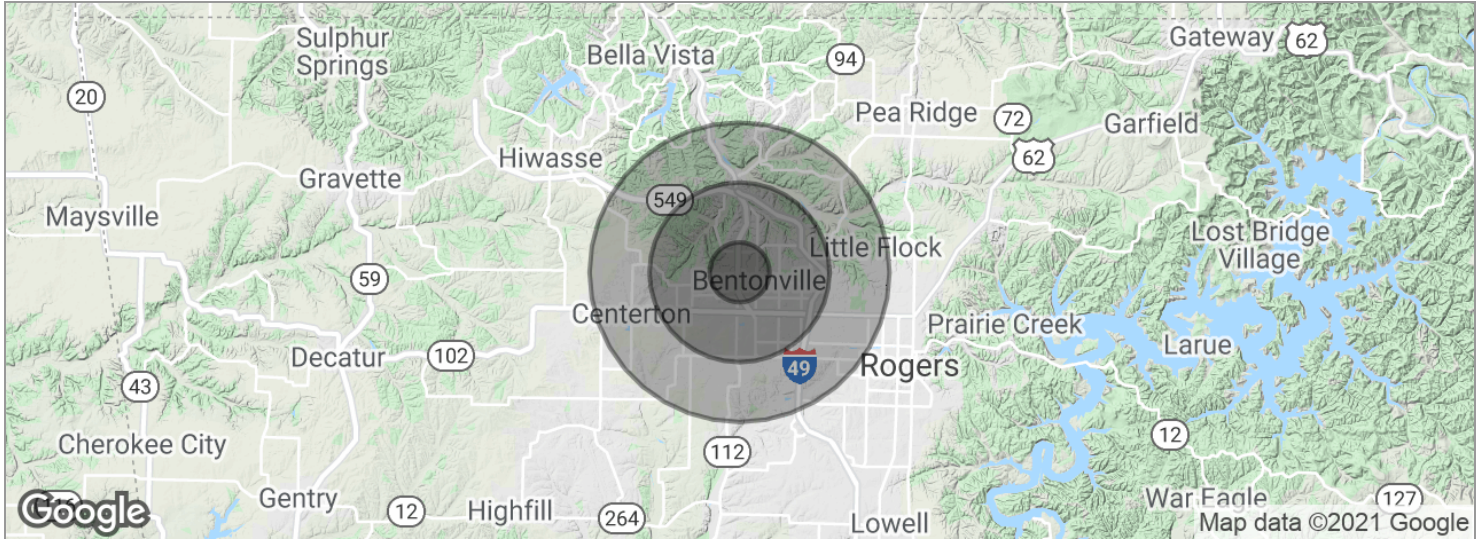 Sulphur
Springs
Bella Vista
94
Gateway
62
20
Pea Ridge
72
Garfield
62
Hiwasse
Gravette
549
Maysville
Little Flock
Lost Bridge
Village
59
Bentonville
Centerton
Prairie Creek
Larue
Decatur
102
49
Rogers
43
Cherokee City
112
12
Gentry
12
Highfill
264
Lowell
War Eagle
127
Google
Map data ©2021 Google